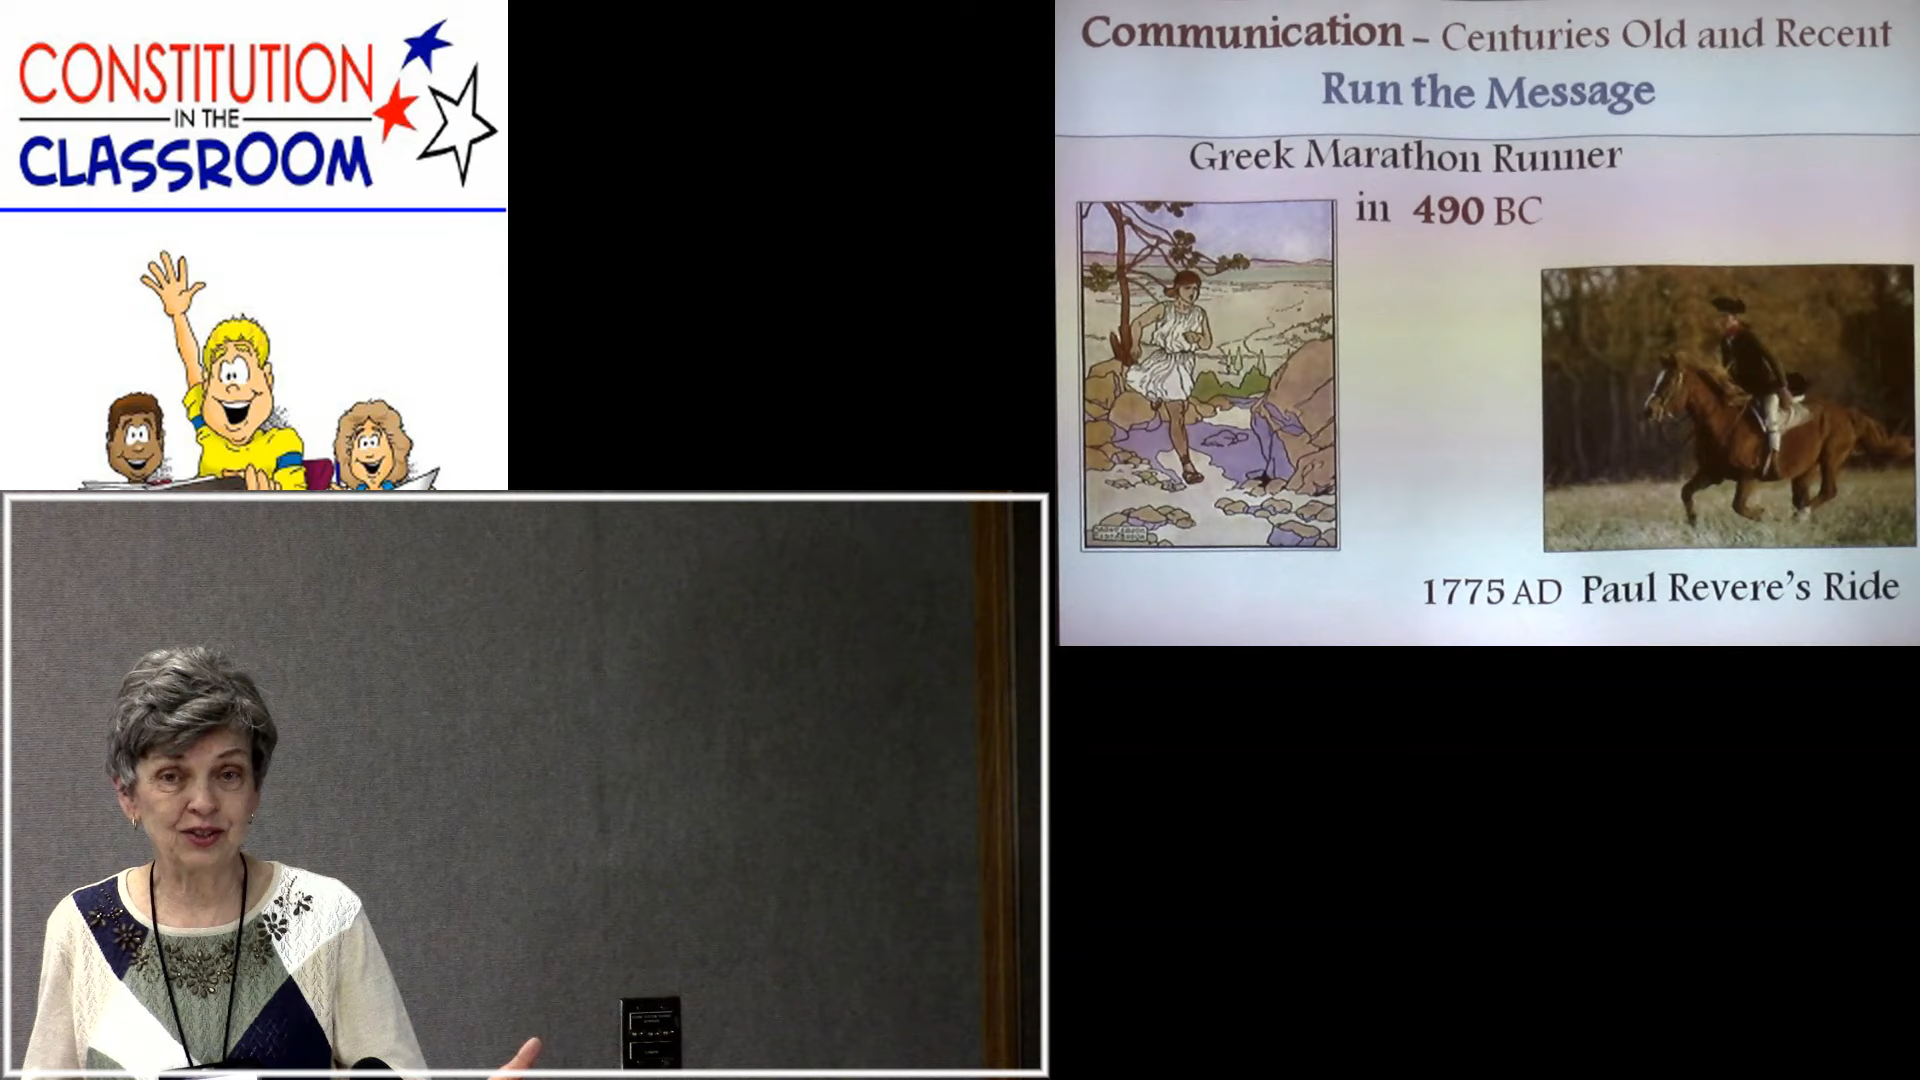 CONSTITUTION
IN THE
CLASSROOM
Communication – Centuries Old and Recent
Run the Message
Greek Marathon Runner
in 490 BC
1775 AD Paul Revere's Ride